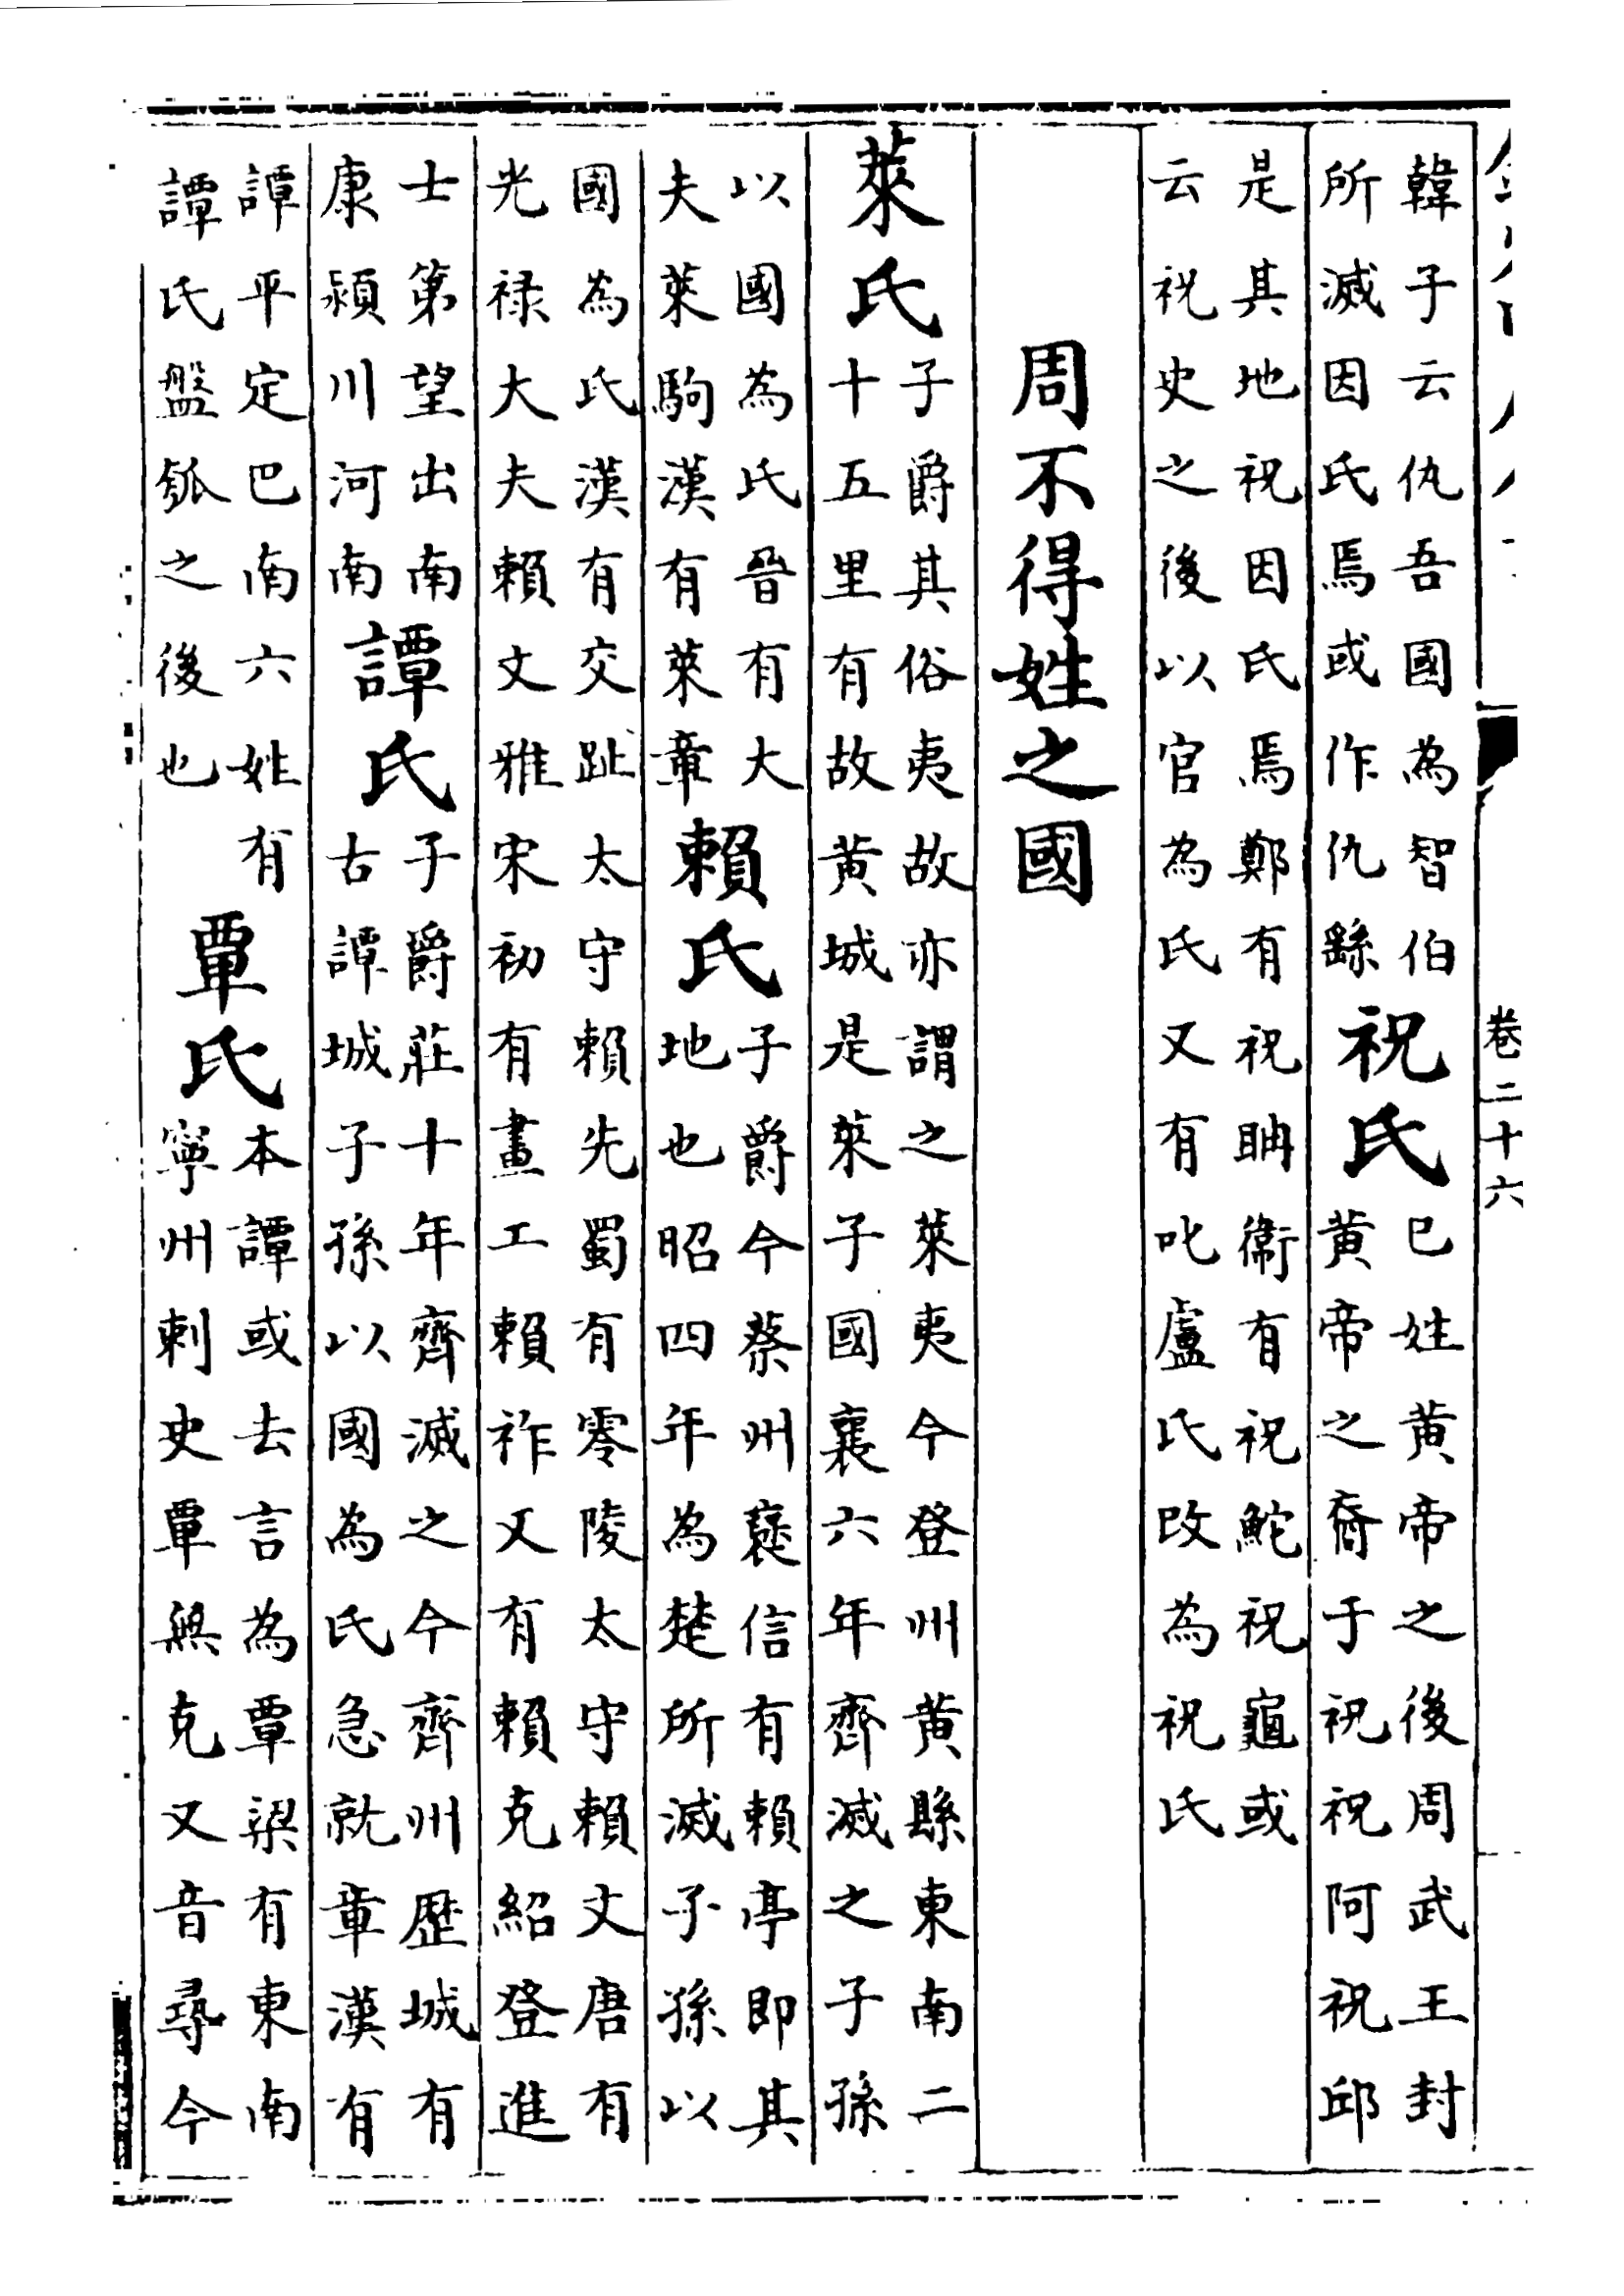 卷二十六
韓子云仇吾國為智伯
所滅因氏焉或作仇繇
祝氏
巳姓黄帝之後周武王封
黄帝之裔于祝祝阿祝邱
是其地祝因氏焉鄭有祝聃衞有祝鮀祝龜或
云祝史之後以官為氏又有叱盧氏改為祝氏
周不得姓之國
萊氏
子爵其俗夷故亦謂之萊夷今登州黄縣東南二
十五里有故黄城是萊子國襄六年齊滅之子孫
以國為氏晉有大
夫萊駒漢有萊章
賴氏
子爵今蔡州褒信有賴亭即其
地也昭四年為楚所滅子孫以
國為氏漢有交趾太守賴先蜀有零陵太守賴文唐有
光禄大夫賴文雅宋初有畫工賴祚又有賴克紹登進
士第望出南
康潁川河南
譚氏
子爵莊十年齊滅之今齊州歷城有
古譚城子孫以國為氏急就章漢有
譚平定巴南六姓有
譚氏盤瓠之後也
覃氏
本譚或去言為覃梁有東南
寧州刺史覃無克又音尋今